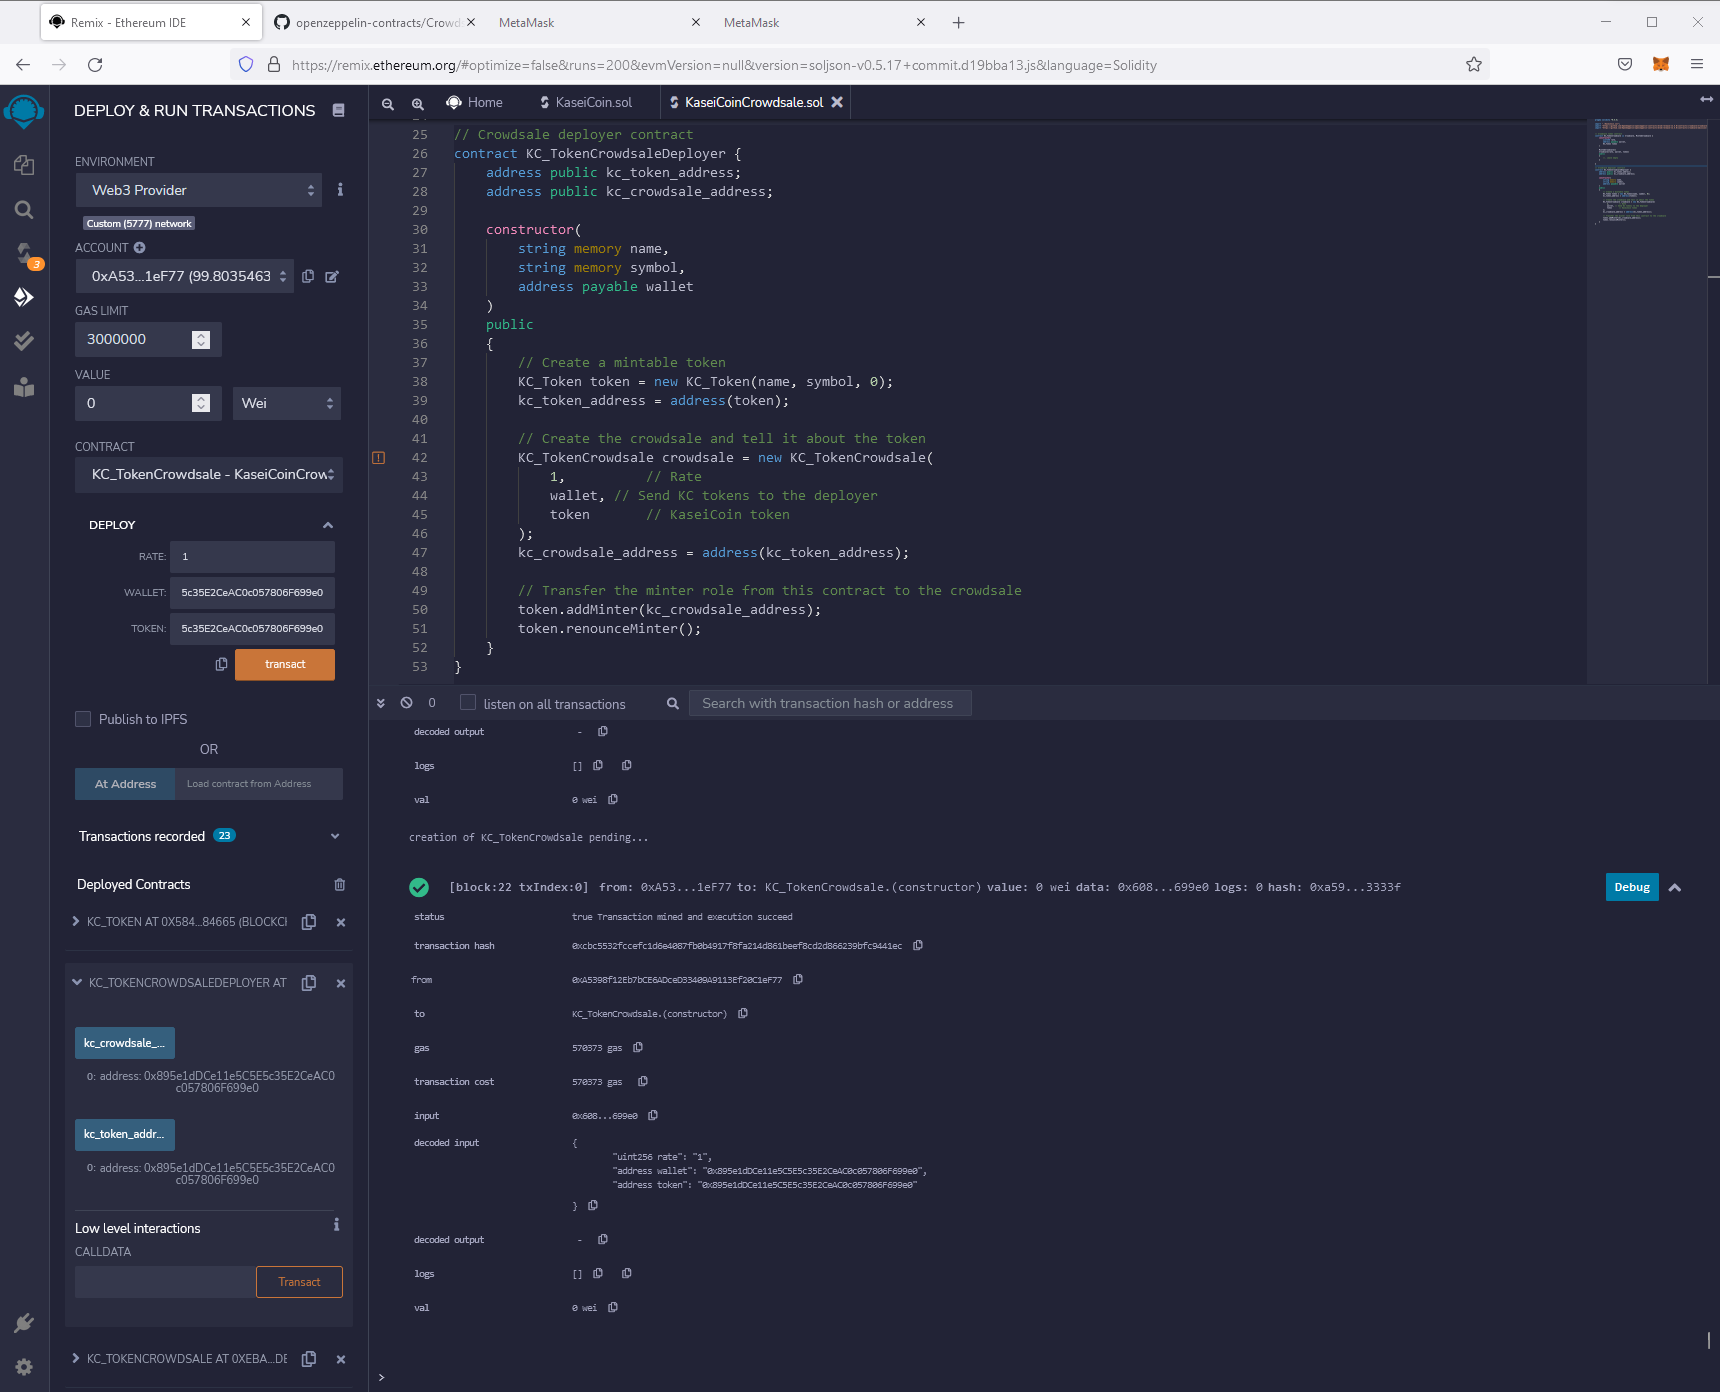 Remix - Ethereum IDE
openzeppelin-contracts/Crowds
MetaMask
MetaMask
https://remix.ethereum.org/#optimize=false&runs=200&evmVersion=null&version=soljson-v0.5.17+commit.d19bba13.js&language=Solidity
DEPLOY & RUN TRANSACTIONS
ENVIRONMENT
Web3 Provider
Custom (5777) network
ACCOUNT
0xA53...1eF77 (99.8035463
GAS LIMIT
3000000
VALUE
0
Wei
CONTRACT
KC_TokenCrowdsale - KaseiCoinCrow
DEPLOY
RATE: 1
WALLET: 5c35E2CeAC0c057806F699e0
TOKEN: 5c35E2CeAC0c057806F699e0
transact
Publish to IPFS
OR
At Address
Load contract from Address
Transactions recorded 23
Deployed Contracts
KC_TOKEN AT 0X584...84665 (BLOCKCH
KC_TOKENCROWDSALEDEPLOYER AT
kc_crowdsale_...
0: address: 0x895e1dDCe11e5C5E5c35E2CeAC0
c057806F699e0
kc_token_addr...
0: address: 0x895e1dDCe11e5C5E5c35E2CeAC0
c057806F699e0
Low level interactions
CALLDATA
Transact
KC_TOKENCROWDSALE AT 0XEBA...DE
3
Home
KaseiCoin.sol
KaseiCoinCrowdsale.sol
25 // Crowdsale deployer contract
26 contract KC_TokenCrowdsaleDeployer {
27 address public kc_token_address;
28 address public kc_crowdsale_address;
29
30 constructor(
31 string memory name,
32 string memory symbol,
33 address payable wallet
34 )
35 public
36 {
37 // Create a mintable token
38 KC_Token token = new KC_Token(name, symbol, 0);
39 kc_token_address = address(token);
40
41 // Create the crowdsale and tell it about the token
42 KC_TokenCrowdsale crowdsale = new KC_TokenCrowdsale(
43 1, // Rate
44 wallet, // Send KC tokens to the deployer
45 token // KaseiCoin token
46 );
47 kc_crowdsale_address = address(kc_token_address);
48
49 // Transfer the minter role from this contract to the crowdsale
50 token.addMinter(kc_crowdsale_address);
51 token.renounceMinter();
52 }
53 }
0
listen on all transactions
Search with transaction hash or address
decoded output -
logs []
val 0 wei
creation of KC_TokenCrowdsale pending...
[block:22 txIndex:0] from: 0xA53...1eF77 to: KC_TokenCrowdsale.(constructor) value: 0 wei data: 0x608...699e0 logs: 0 hash: 0xa59...3333f
Debug
status true Transaction mined and execution succeed
transaction hash 0xcbc5532fccefc1d6e4087fb0b4917f8fa214d861beef8cd2d866239bfc9441ec
from 0xA5398f12Eb7bCE6ADceD33409A9113Ef20C1eF77
to KC_TokenCrowdsale.(constructor)
gas 570373 gas
transaction cost 570373 gas
input 0x608...699e0
decoded input {
"uint256 rate": "1",
"address wallet": "0x895e1dDCe11e5C5E5c35E2CeAC0c057806F699e0",
"address token": "0x895e1dDCe11e5C5E5c35E2CeAC0c057806F699e0"
}
decoded output -
logs []
val 0 wei
>